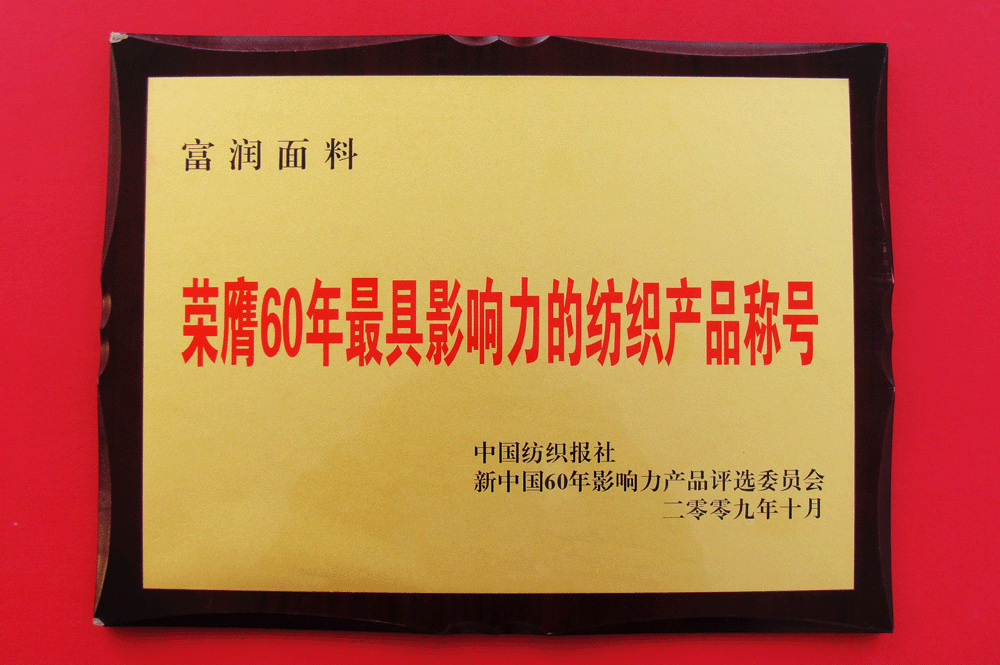 富润面料
荣膺60年最具影响力的纺织产品称号
中国纺织报社
新中国60年影响力产品评选委员会
二零零九年十月